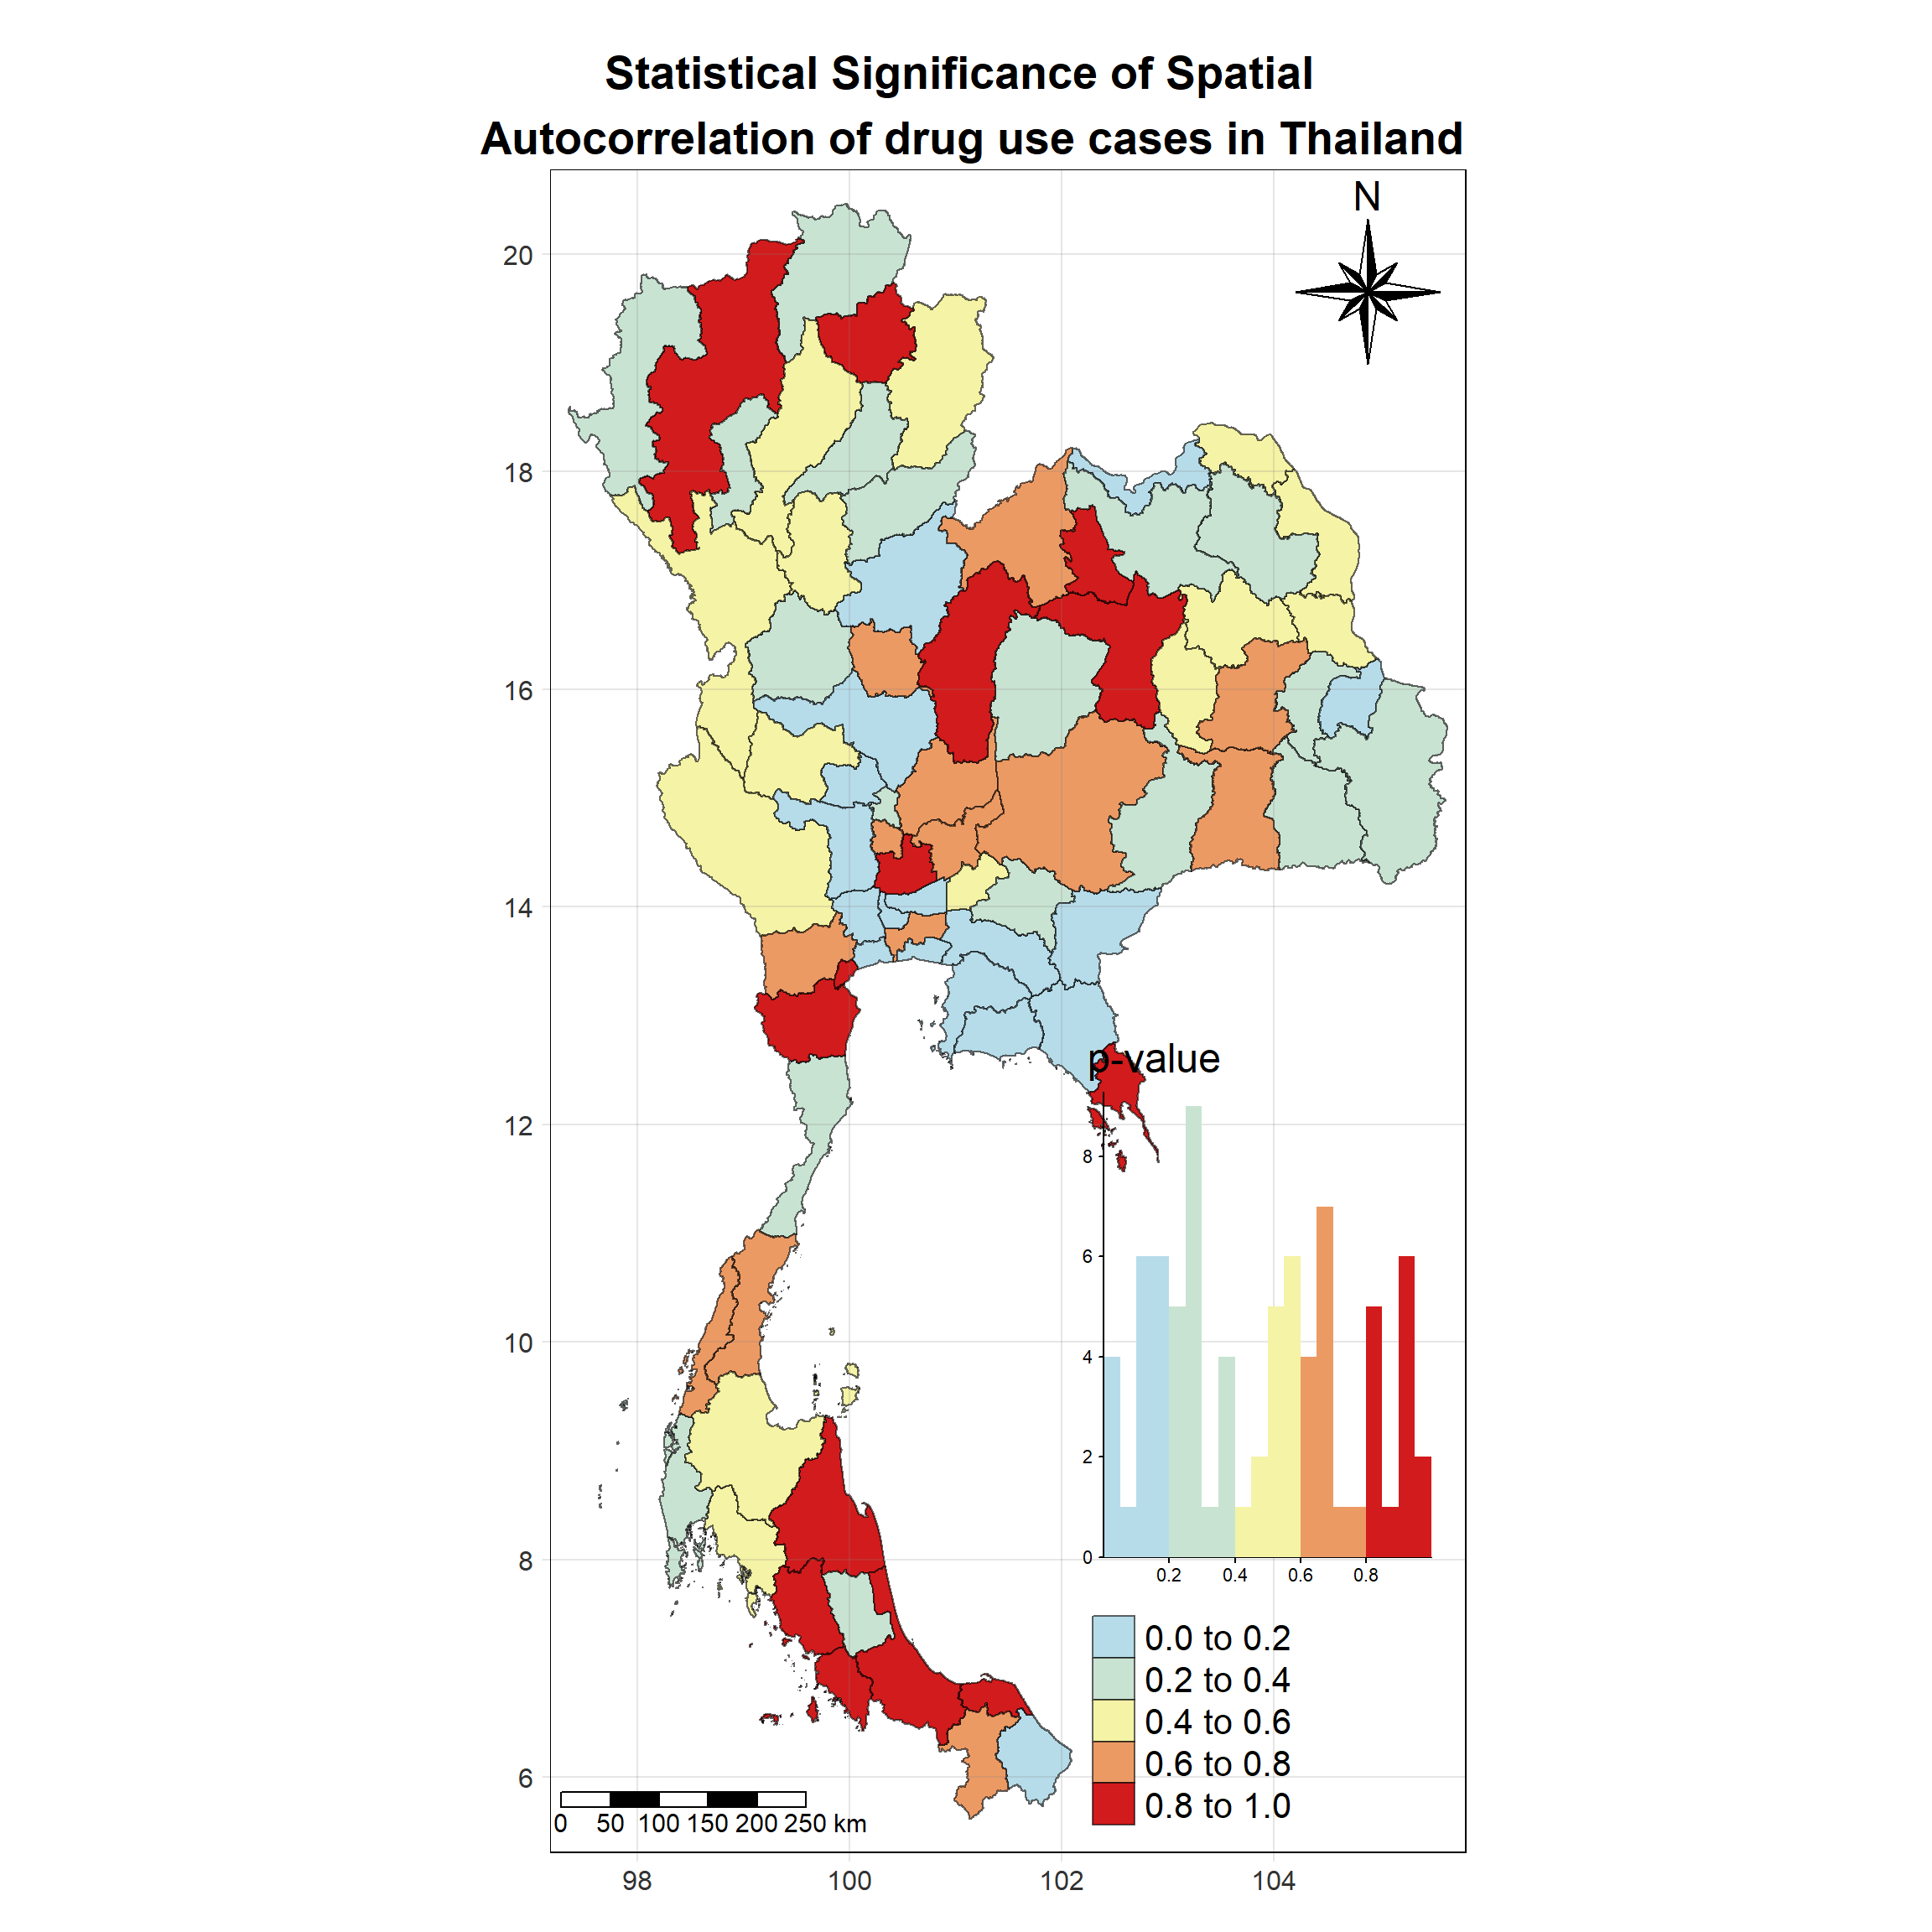 Statistical Significance of Spatial
Autocorrelation of drug use cases in Thailand
N
20
18
16
14
12
10
8
6
98 100 102 104
p-value
8
6
4
2
0
0.2 0.4 0.6 0.8
0.0 to 0.2
0.2 to 0.4
0.4 to 0.6
0.6 to 0.8
0.8 to 1.0
0 50 100 150 200 250 km